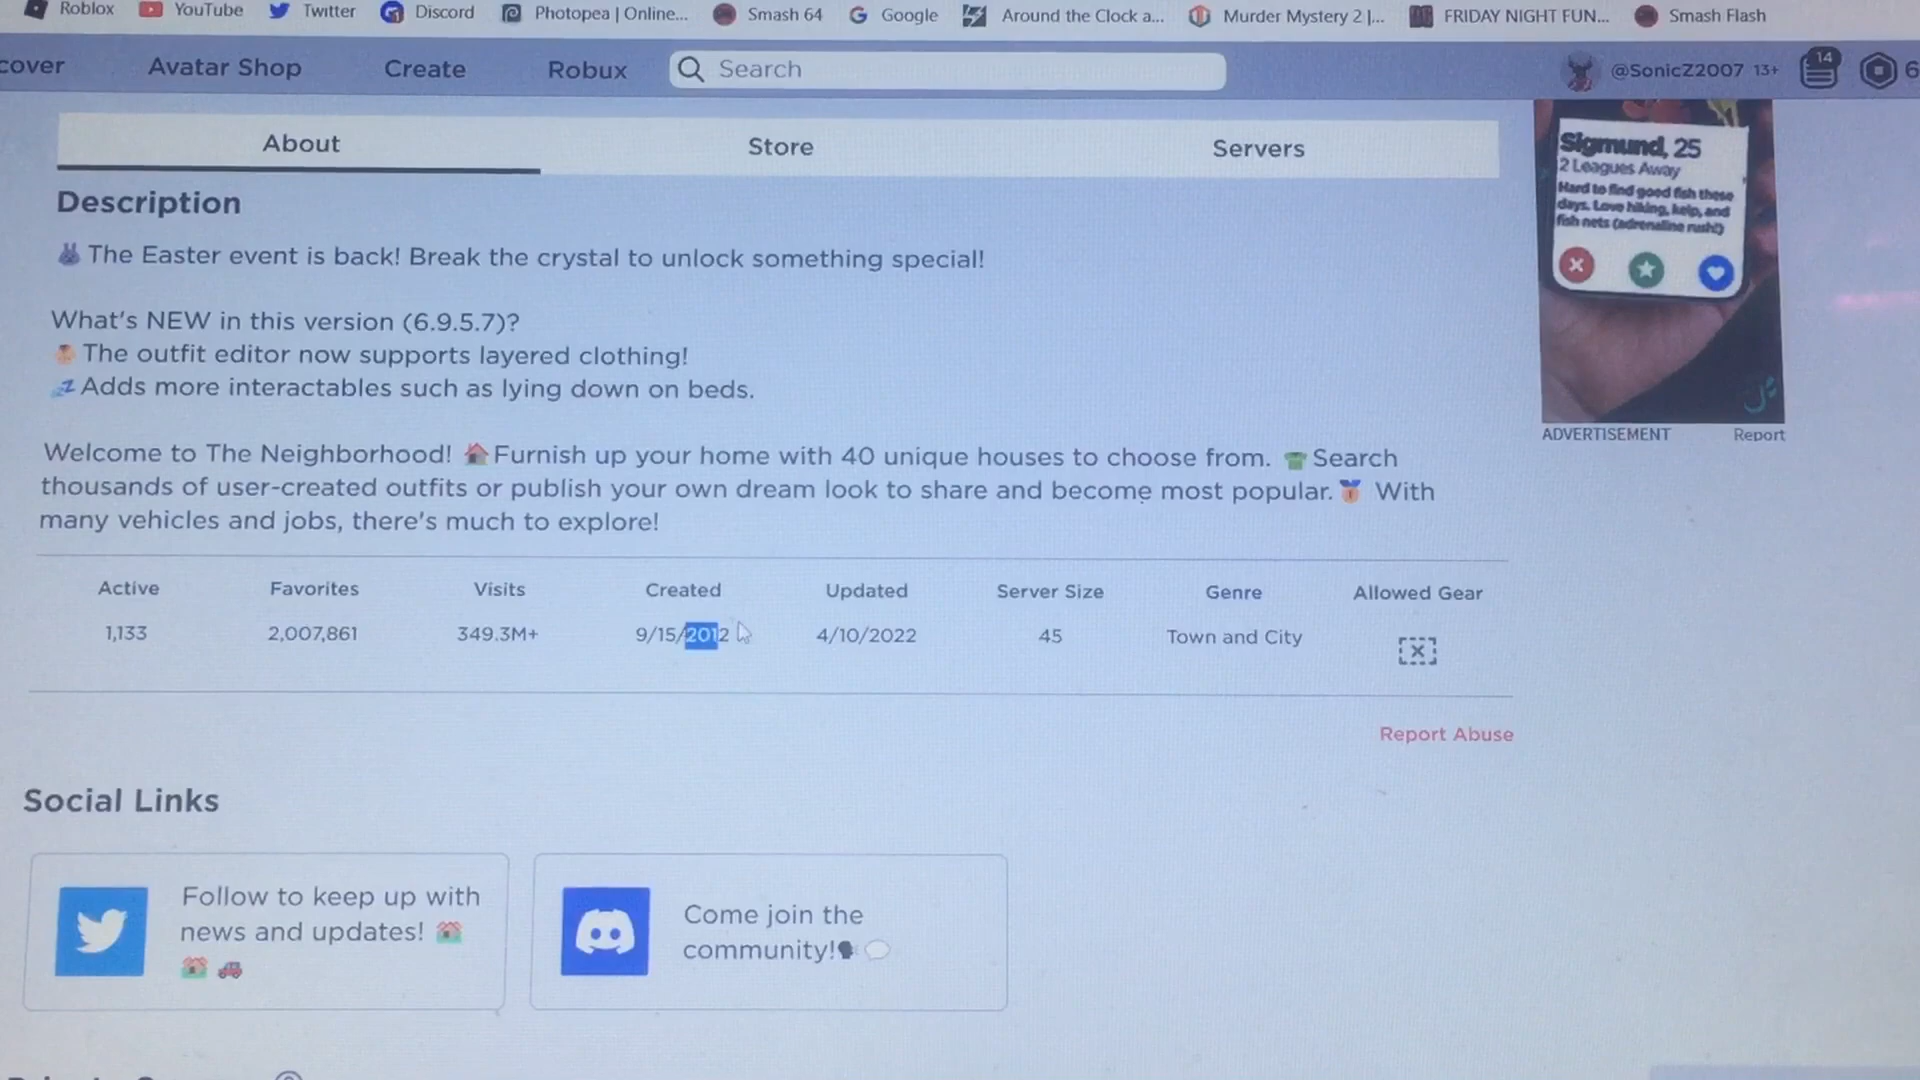 Roblox YouTube Twitter Discord Photopea | Online... Smash 64 Google Around the Clock a... Murder Mystery 2 |... FRIDAY NIGHT FUN... Smash Flash
cover Avatar Shop Create Robux Search @SonicZ2007 13+ 14 6
About Store Servers
Sigmund, 25
2 Leagues Away
Hard to find good fish these
days. Love hiking, kelp, and
fish nets (adrenaline rush!)
ADVERTISEMENT Report
Description
The Easter event is back! Break the crystal to unlock something special!
What's NEW in this version (6.9.5.7)?
The outfit editor now supports layered clothing!
Adds more interactables such as lying down on beds.
Welcome to The Neighborhood! Furnish up your home with 40 unique houses to choose from. Search
thousands of user-created outfits or publish your own dream look to share and become most popular. With
many vehicles and jobs, there's much to explore!
Active Favorites Visits Created Updated Server Size Genre Allowed Gear
1,133 2,007,861 349.3M+ 9/15/2012 4/10/2022 45 Town and City
Report Abuse
Social Links
Follow to keep up with
news and updates!
Come join the
community!